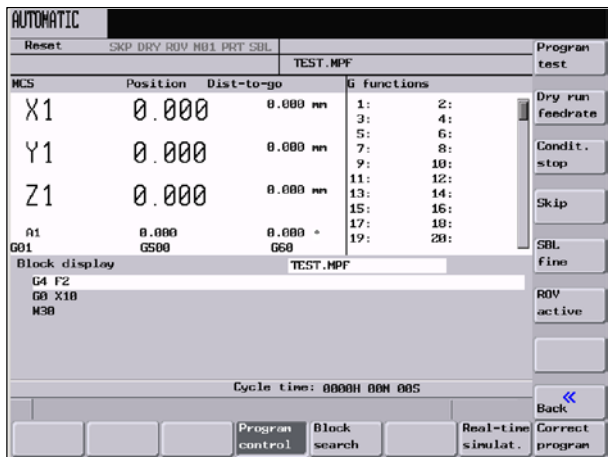 AUTOMATIC
Reset SKP DRY ROV M01 PRT SBL
TEST.MPF
MCS Position Dist-to-go G functions
X1 0.000 0.000 mm
Y1 0.000 0.000 mm
Z1 0.000 0.000 mm
A1 0.000 0.000 °
G01 G500 G60
1: 2:
3: 4:
5: 6:
7: 8:
9: 10:
11: 12:
13: 14:
15: 16:
17: 18:
19: 20:
Block display TEST.MPF
G4 F2
G0 X10
M30
Cycle time: 0000H 00M 00S
Program
test
Dry run
feedrate
Condit.
stop
Skip
SBL
fine
ROV
active
«
Back
Program
control
Block
search
Real-time
simulat.
Correct
program